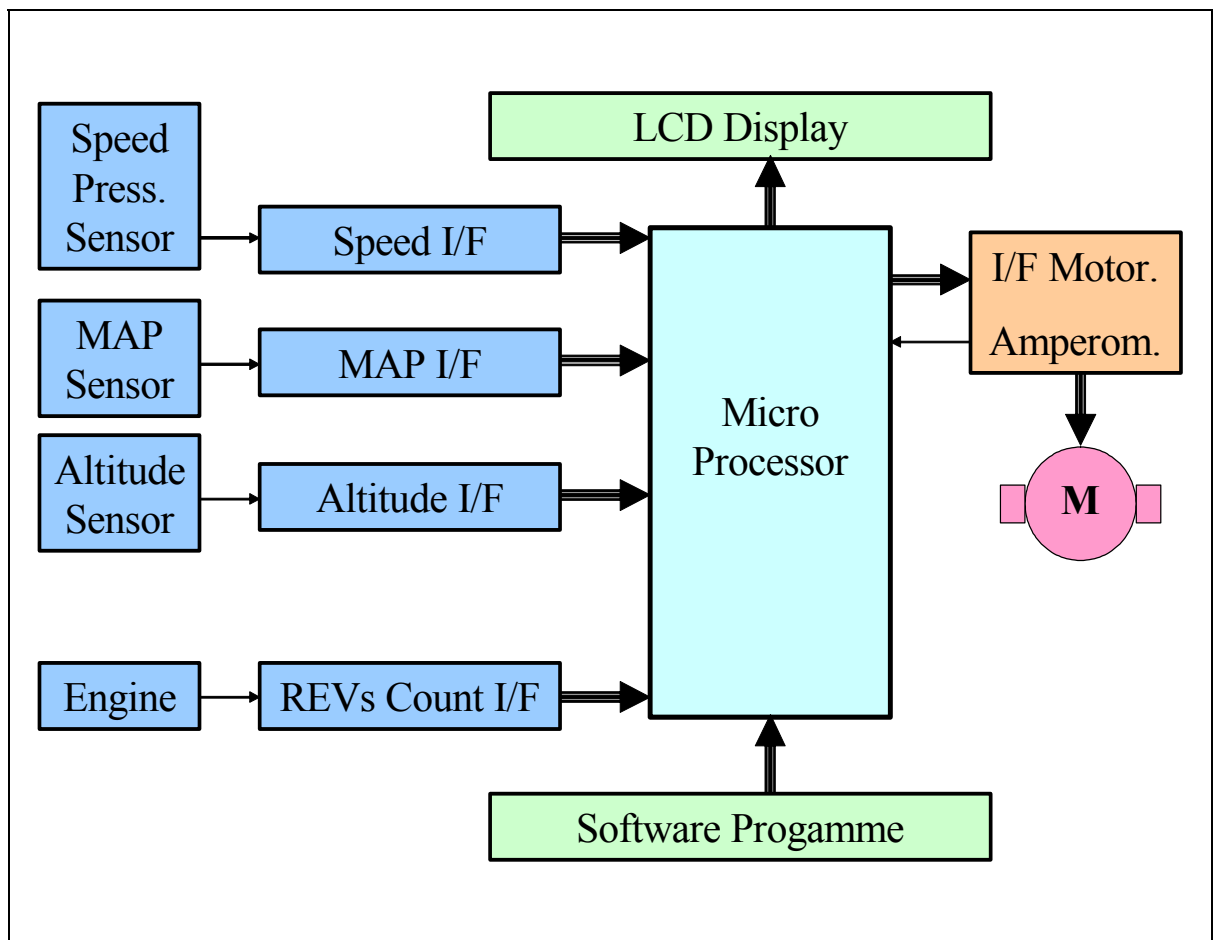 LCD Display
Speed
Press.
Sensor
Speed I/F
MAP
Sensor
MAP I/F
Altitude
Sensor
Altitude I/F
Engine
REVs Count I/F
Micro
Processor
I/F Motor.
Amperom.
M
Software Progamme